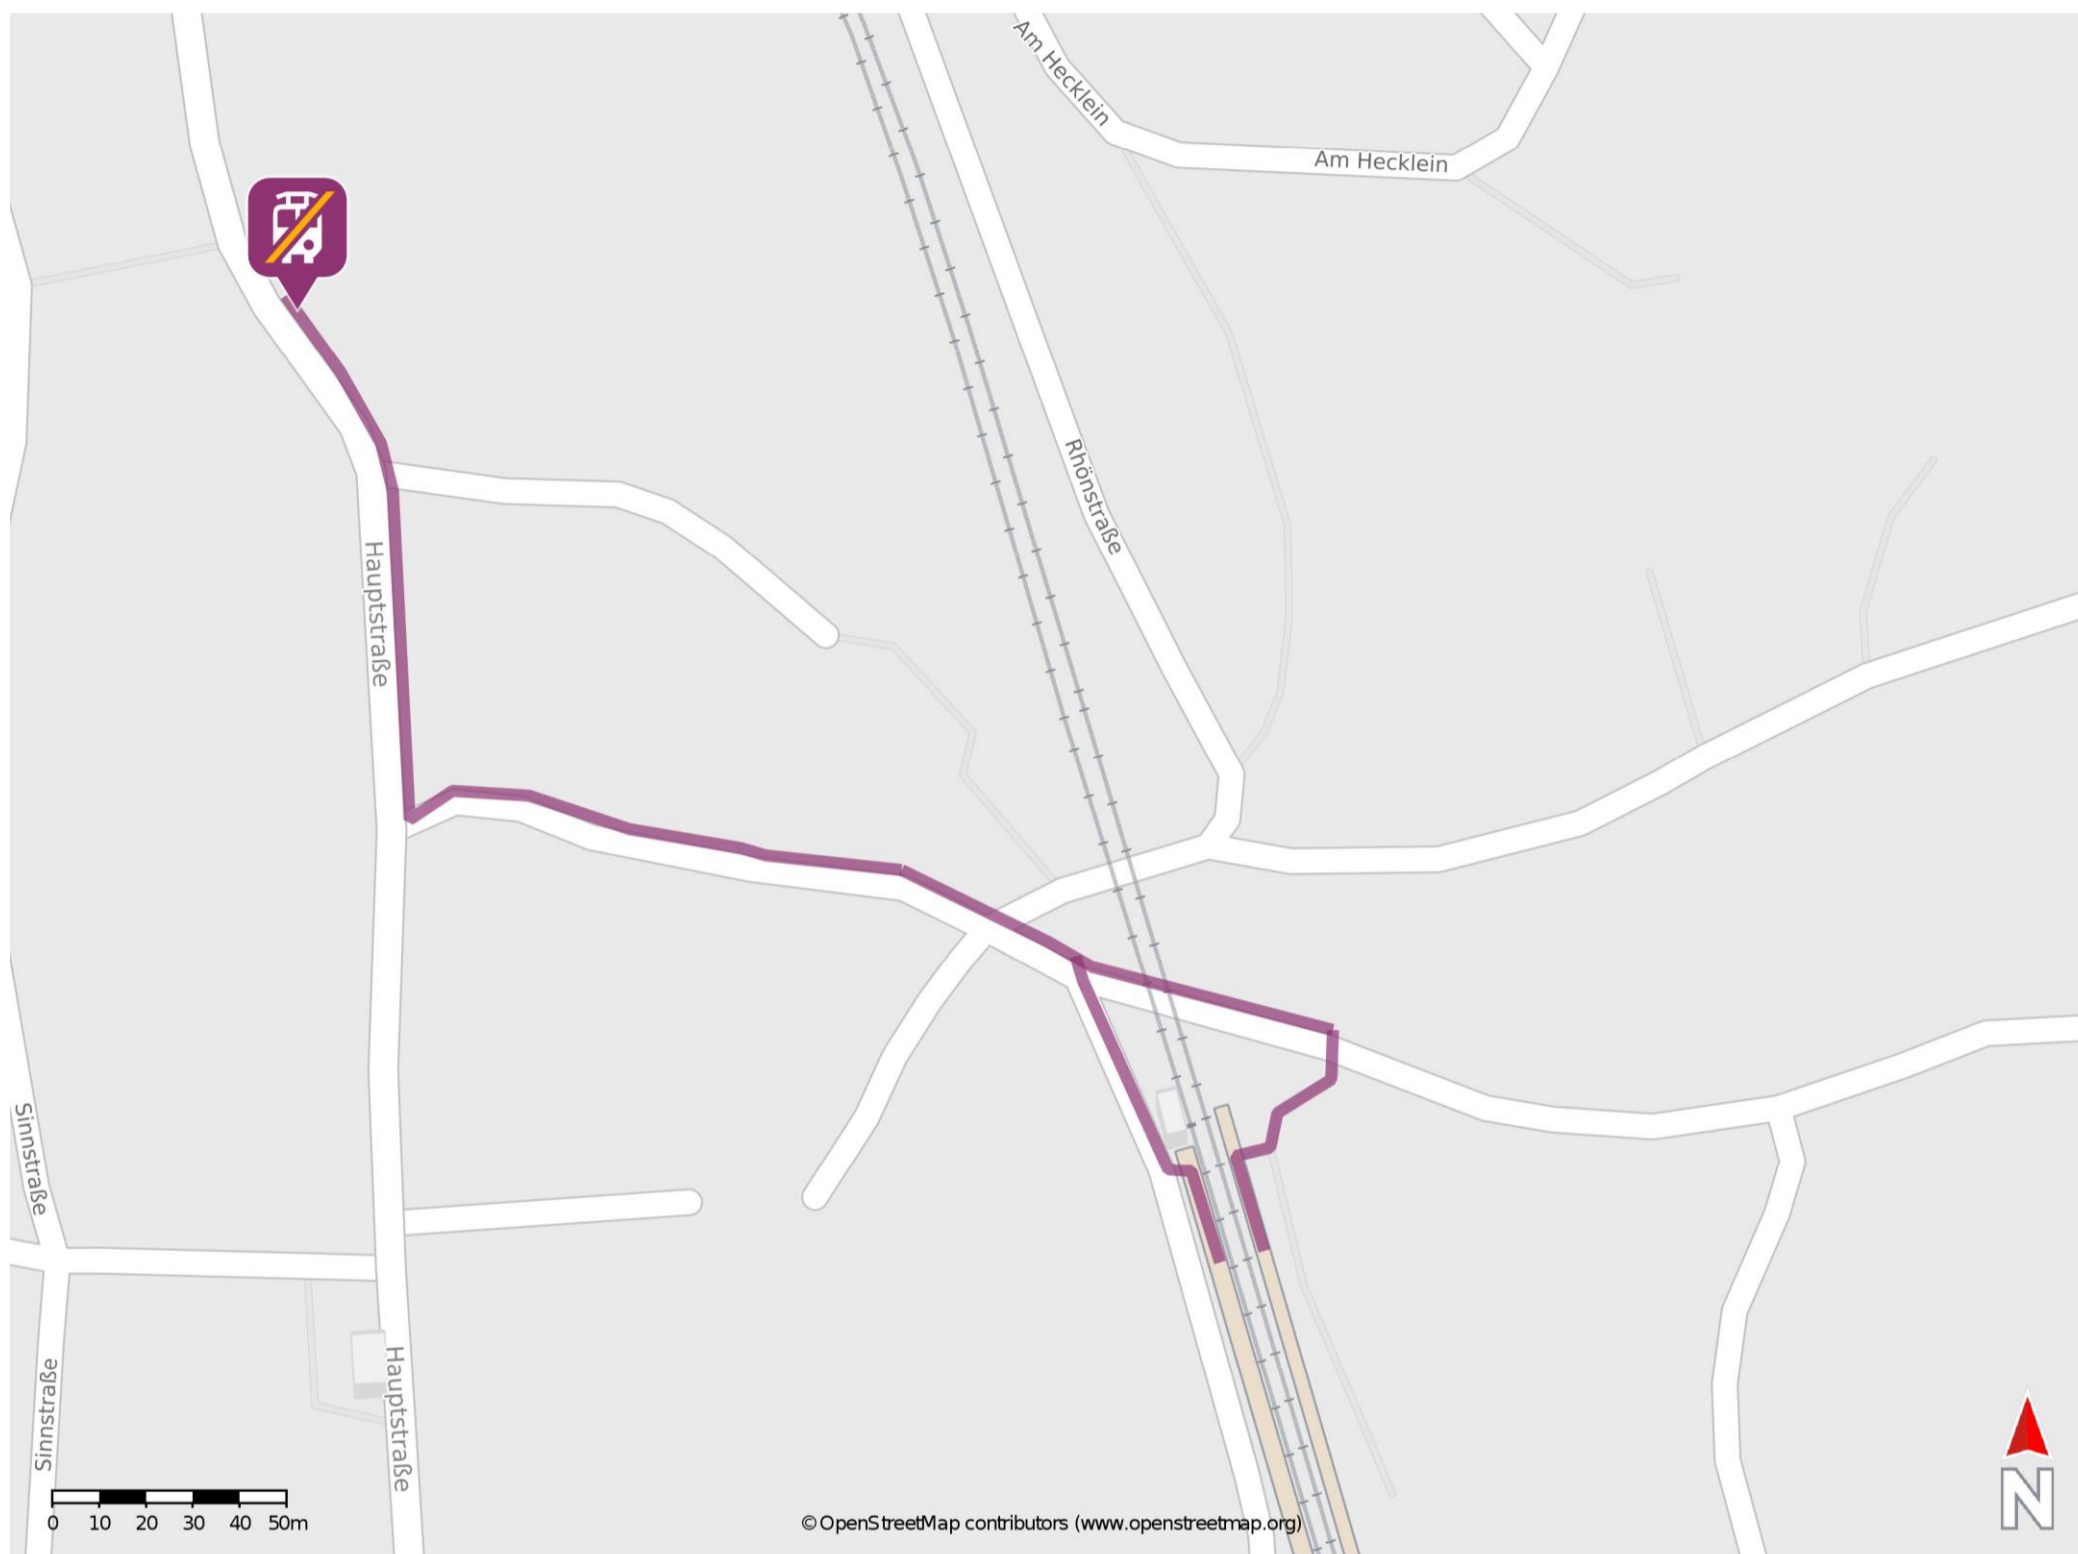 Am Hecklein
Am Hecklein
Rhönstraße
Hauptstraße
Sinnstraße
Sinnstraße
Hauptstraße
0 10 20 30 40 50m
© OpenStreetMap contributors (www.openstreetmap.org)
N